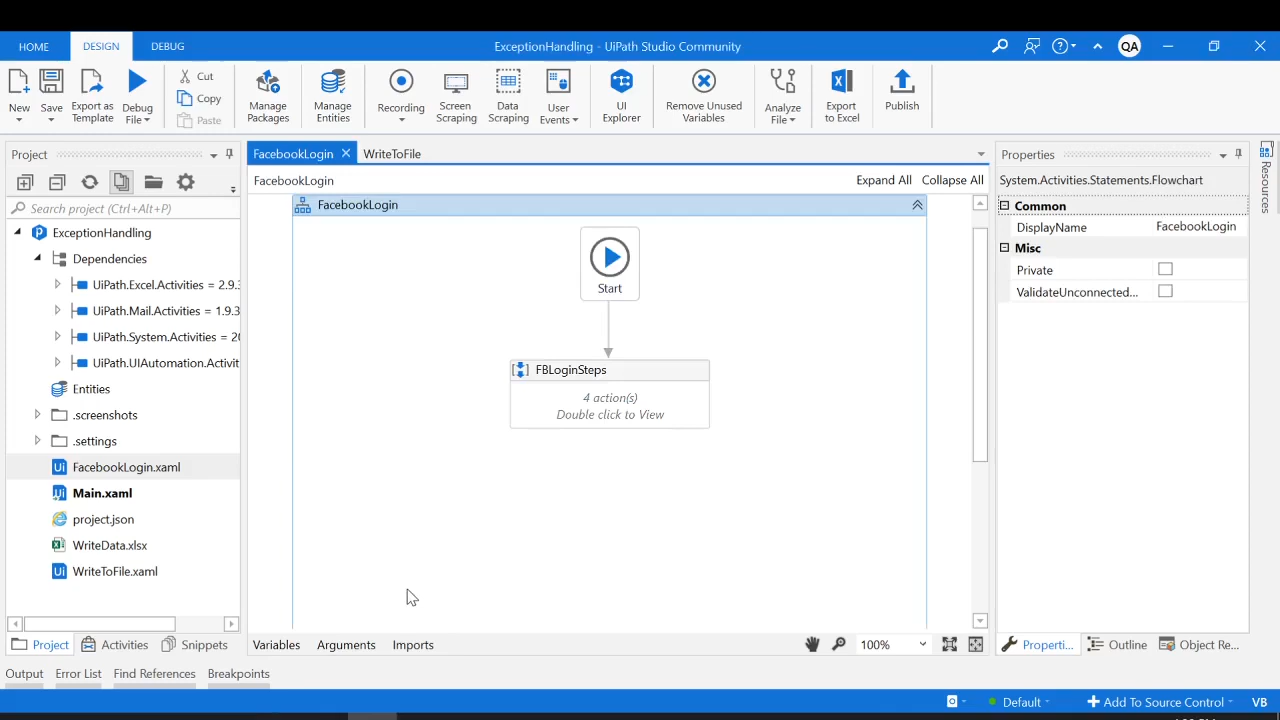 HOME
DESIGN
DEBUG
ExceptionHandling - UiPath Studio Community
QA
New
Save
Export as Template
Debug File
Cut
Copy
Paste
Manage Packages
Manage Entities
Recording
Screen Scraping
Data Scraping
User Events
UI Explorer
Remove Unused Variables
Analyze File
Export to Excel
Publish
Project
FacebookLogin
WriteToFile
Properties
Resources
FacebookLogin
Expand All
Collapse All
System.Activities.Statements.Flowchart
Search project (Ctrl+Alt+P)
FacebookLogin
Common
DisplayName
FacebookLogin
Misc
Private
ValidateUnconnected...
ExceptionHandling
Dependencies
UiPath.Excel.Activities = 2.9.3
UiPath.Mail.Activities = 1.9.3
UiPath.System.Activities = 20
UiPath.UIAutomation.Activit
Entities
.screenshots
.settings
FacebookLogin.xaml
Main.xaml
project.json
WriteData.xlsx
WriteToFile.xaml
Start
FBLoginSteps
4 action(s)
Double click to View
Project
Activities
Snippets
Variables
Arguments
Imports
100%
Properti...
Outline
Object Re...
Output
Error List
Find References
Breakpoints
Default
Add To Source Control
VB